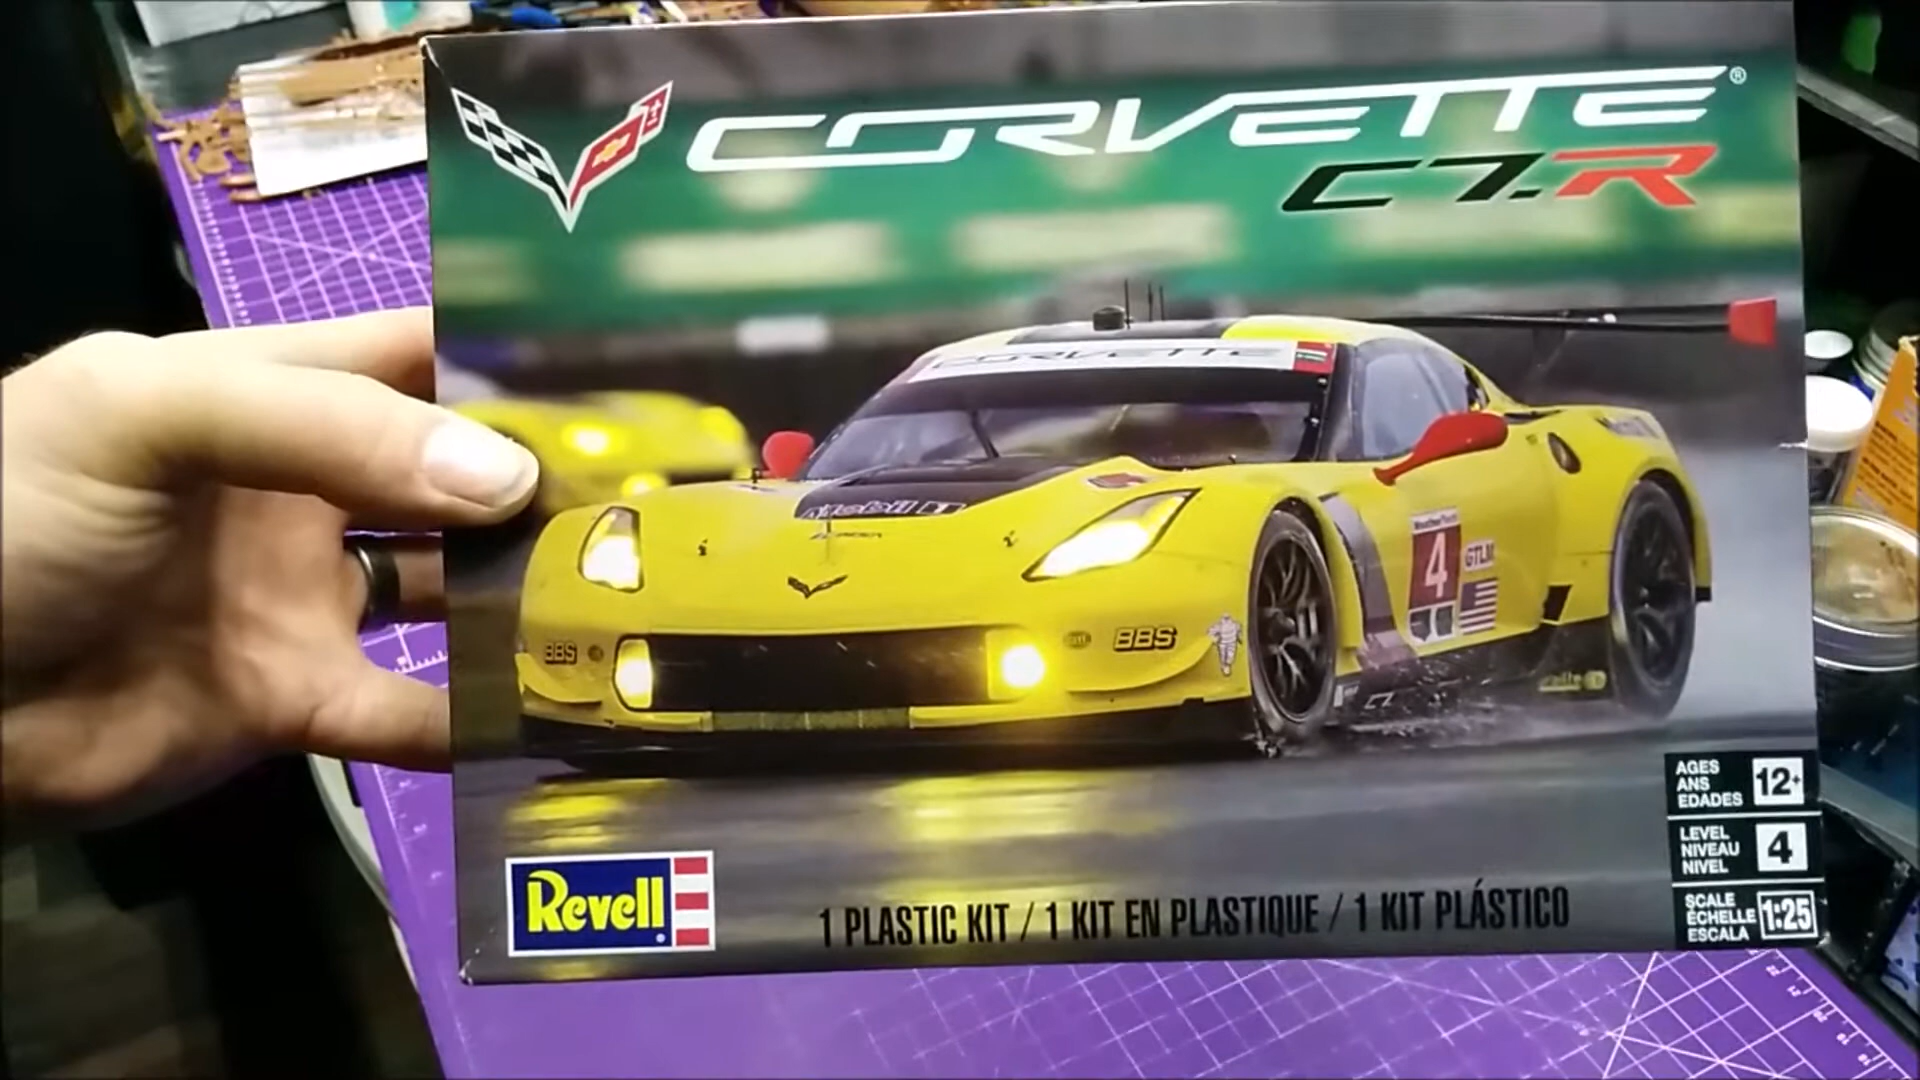 CORVETTE®
C7.R
CORVETTE
Mobil 1
4
GTLM
BBS
BBS
C7
Revell®
1 PLASTIC KIT / 1 KIT EN PLASTIQUE / 1 KIT PLÁSTICO
AGES
ANS
EDADES
12+
LEVEL
NIVEAU
NIVEL
4
SCALE
ÉCHELLE
ESCALA
1:25